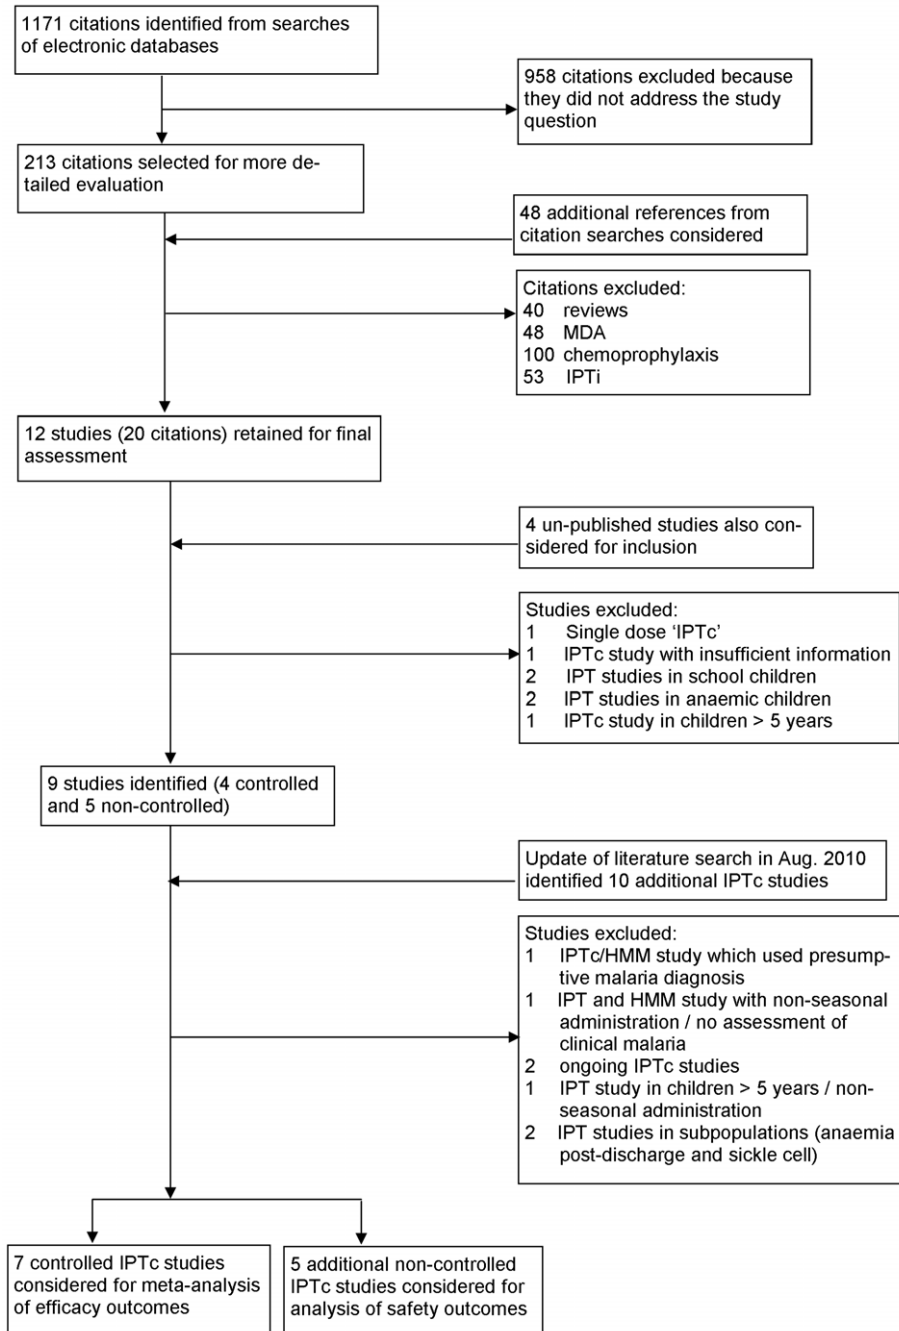 1171 citations identified from searches
of electronic databases
958 citations excluded because
they did not address the study
question
213 citations selected for more de-
tailed evaluation
48 additional references from
citation searches considered
Citations excluded:
40 reviews
48 MDA
100 chemoprophylaxis
53 IPTi
12 studies (20 citations) retained for final
assessment
4 un-published studies also con-
sidered for inclusion
Studies excluded:
1 Single dose ‘IPTc’
1 IPTc study with insufficient information
2 IPT studies in school children
2 IPT studies in anaemic children
1 IPTc study in children > 5 years
9 studies identified (4 controlled
and 5 non-controlled)
Update of literature search in Aug. 2010
identified 10 additional IPTc studies
Studies excluded:
1 IPTc/HMM study which used presump-
tive malaria diagnosis
1 IPT and HMM study with non-seasonal
administration / no assessment of
clinical malaria
2 ongoing IPTc studies
1 IPT study in children > 5 years / non-
seasonal administration
2 IPT studies in subpopulations (anaemia
post-discharge and sickle cell)
7 controlled IPTc studies
considered for meta-analysis
of efficacy outcomes
5 additional non-controlled
IPTc studies considered for
analysis of safety outcomes